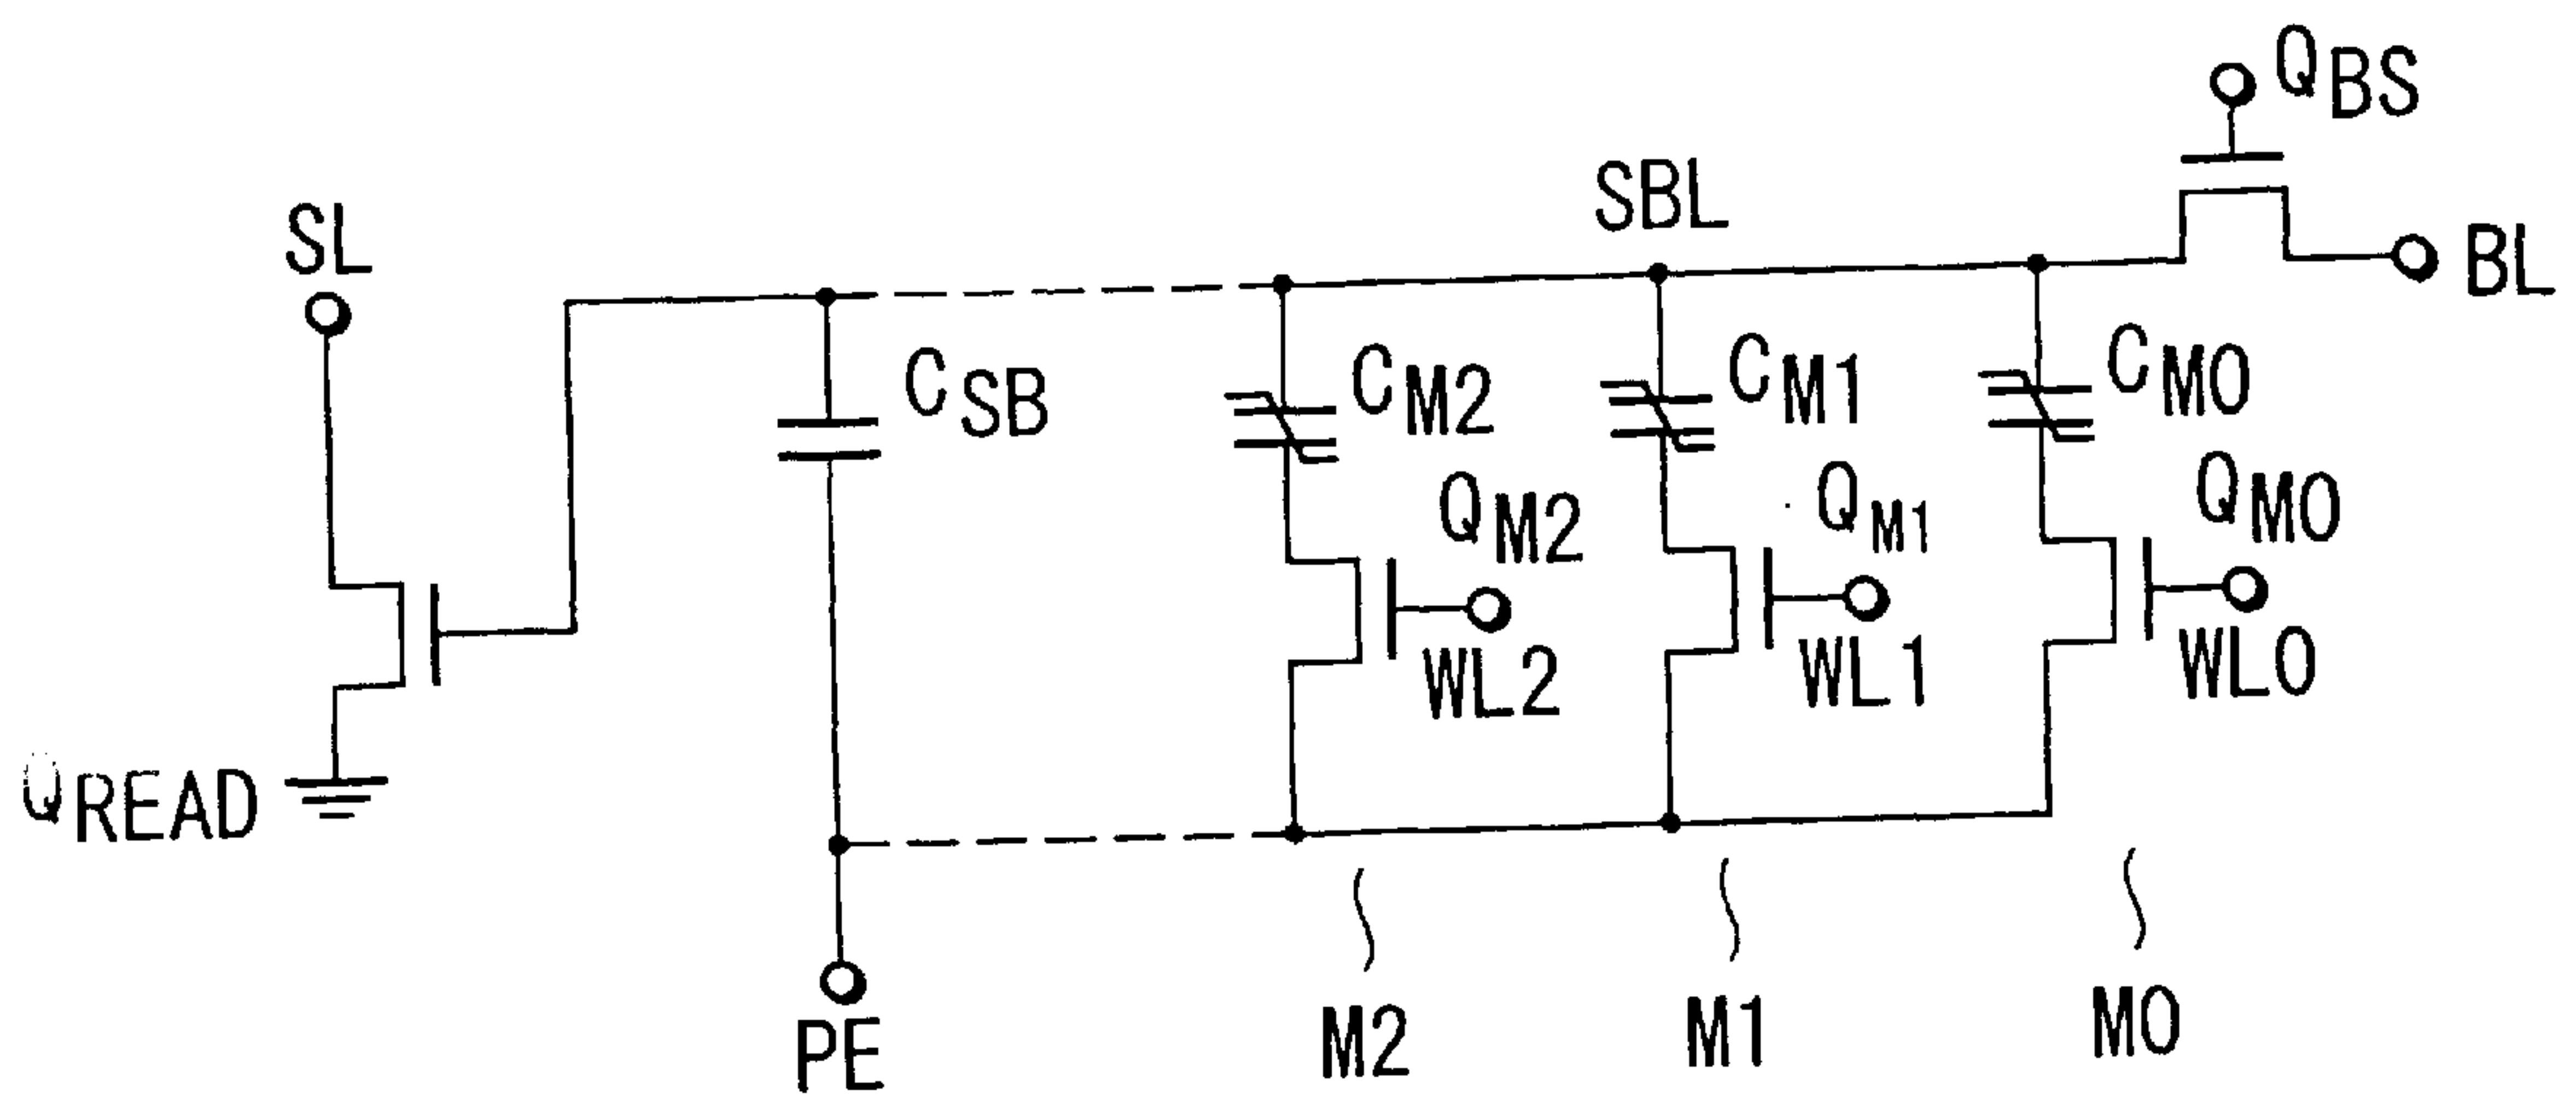 QBS
SBL
SL
BL
CSB
CM2
CM1
CM0
QM2
QM1
QM0
WL2
WL1
WL0
QREAD
PE
M2
M1
M0